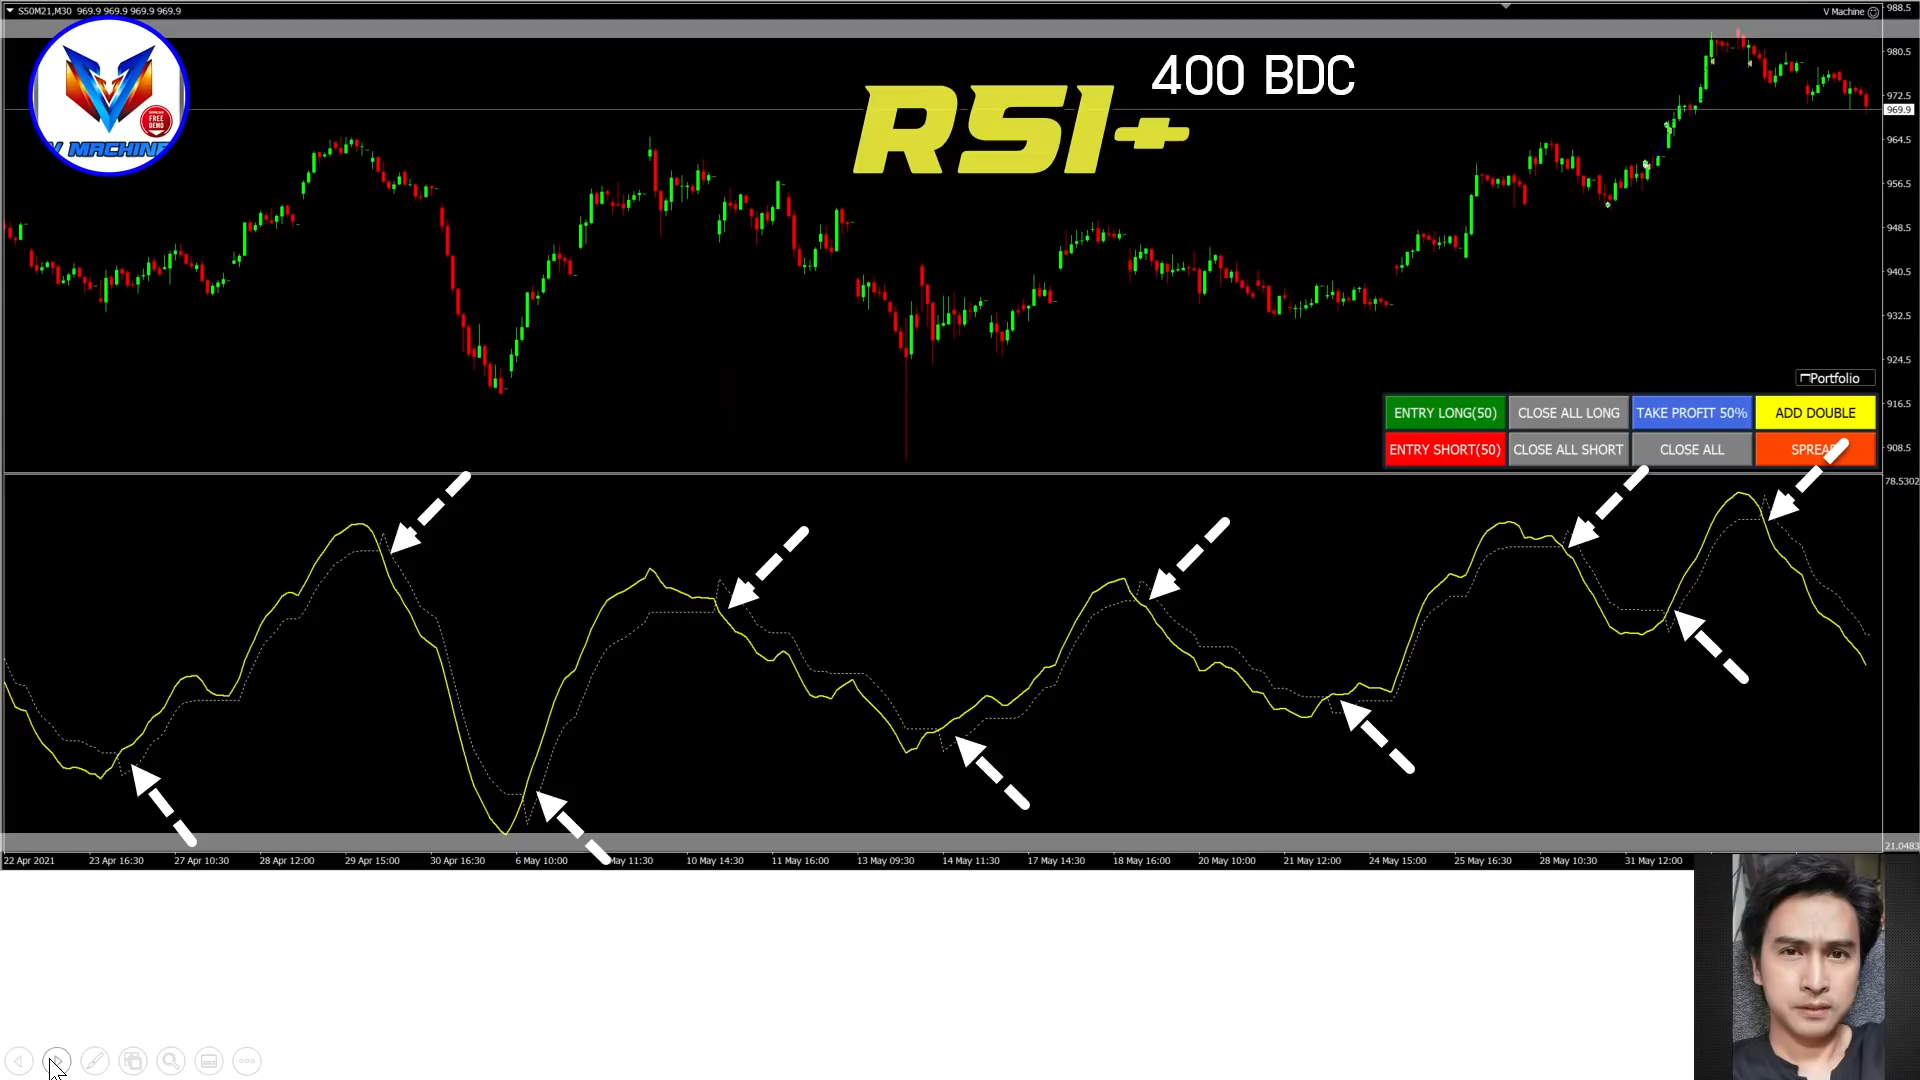 S50M21,M30 969.9 969.9 969.9 969.9
V Machine
988.5
980.5
972.5
969.9
964.5
956.5
948.5
940.5
932.5
924.5
916.5
908.5
FREE
DEMO
V MACHINE
RSI+
400 BDC
Portfolio
ENTRY LONG(50) CLOSE ALL LONG TAKE PROFIT 50% ADD DOUBLE
ENTRY SHORT(50) CLOSE ALL SHORT CLOSE ALL
78.5302
21.0483
22 Apr 2021 23 Apr 16:30 27 Apr 10:30 28 Apr 12:00 29 Apr 15:00 30 Apr 16:30 6 May 10:00 May 11:30 10 May 14:30 11 May 16:00 13 May 09:30 14 May 11:30 17 May 14:30 18 May 16:00 20 May 10:00 21 May 12:00 24 May 15:00 25 May 16:30 28 May 10:30 31 May 12:00